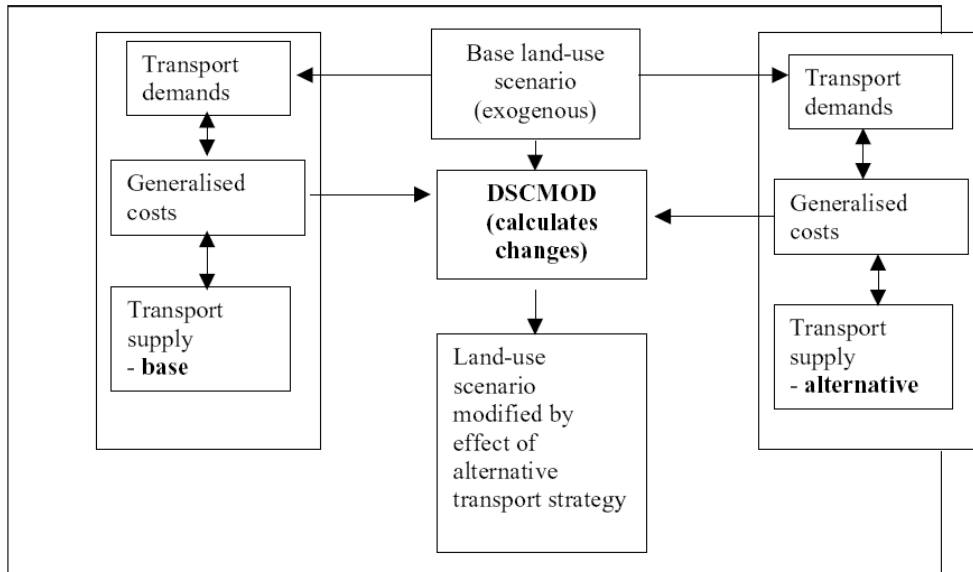 Transport
demands
Generalised
costs
Transport
supply
- base
Base land-use
scenario
(exogenous)
DSCMOD
(calculates
changes)
Land-use
scenario
modified by
effect of
alternative
transport strategy
Transport
demands
Generalised
costs
Transport
supply
- alternative